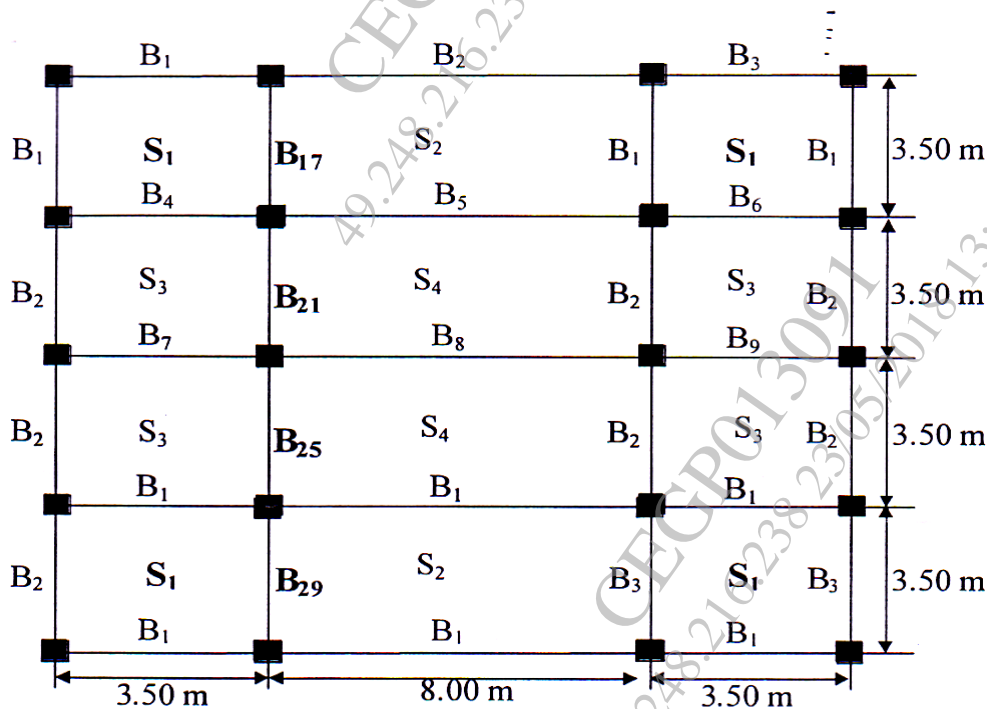 B₁ B₂ B₃
B₁ S₁ B₁₇ S₂ B₁ S₁ B₁ 3.50 m
B₄ B₅ B₆
B₂ S₃ B₂₁ S₄ B₂ S₃ B₂ 3.50 m
B₇ B₈ B₉
B₂ S₃ B₂₅ S₄ B₂ S₃ B₂ 3.50 m
B₁ B₁ B₁
B₂ S₁ B₂₉ S₂ B₃ S₁ B₃ 3.50 m
B₁ B₁ B₁
3.50 m 8.00 m 3.50 m
CEGP013091